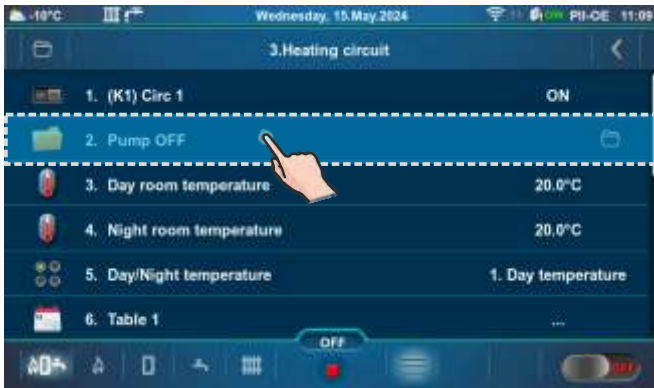 -10°C Wednesday, 15.May.2024 PII-OE 11:09
3.Heating circuit
1. (K1) Circ 1 ON
2. Pump OFF
3. Day room temperature 20.0°C
4. Night room temperature 20.0°C
5. Day/Night temperature 1. Day temperature
6. Table 1 ...
OFF
OFF